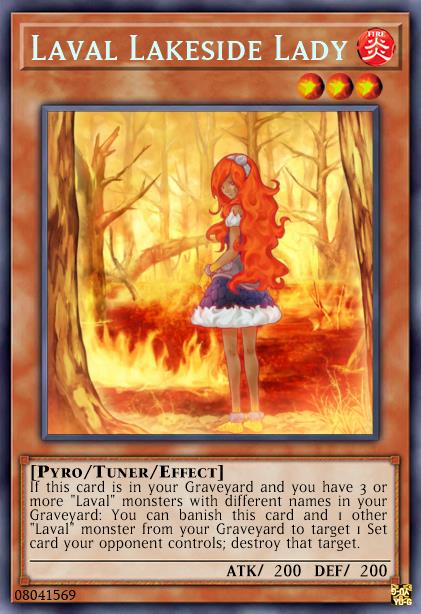 LAVAL LAKESIDE LADY
FIRE
炎
[PYRO/TUNER/EFFECT]
If this card is in your Graveyard and you have 3 or
more "Laval" monsters with different names in your
Graveyard: You can banish this card and 1 other
"Laval" monster from your Graveyard to target 1 Set
card your opponent controls; destroy that target.
ATK/ 200 DEF/ 200
08041569